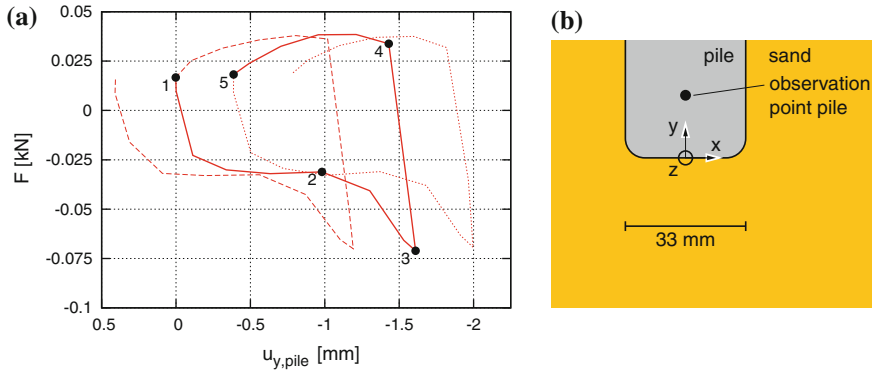 (a)
0.05
0.025
0
-0.025
-0.05
-0.075
-0.1
F [kN]
1
2
3
4
5
0.5
0
-0.5
-1
-1.5
-2
u_y,pile [mm]
(b)
pile
sand
observation
point pile
y
x
z
33 mm